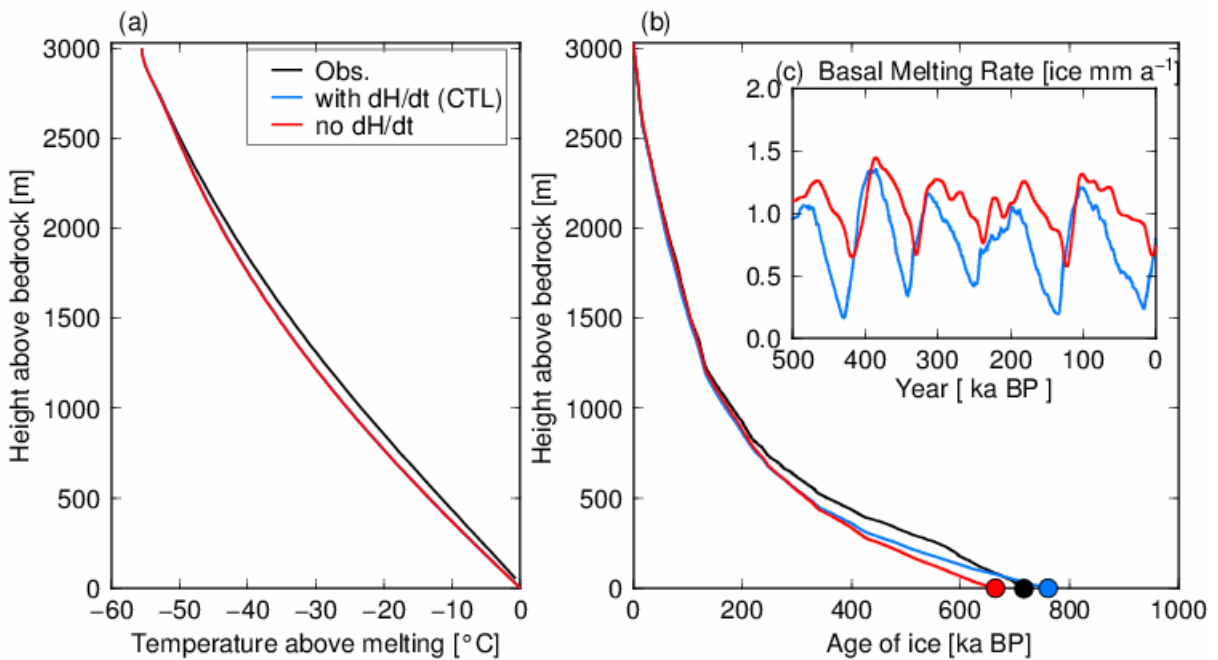 (a)
Obs.
with dH/dt (CTL)
no dH/dt
3000
2500
2000
1500
1000
500
0
Height above bedrock [m]
−60 −50 −40 −30 −20 −10 0
Temperature above melting [°C]
(b)
3000
2500
2000
1500
1000
500
0
Height above bedrock [m]
0 200 400 600 800 1000
Age of ice [ka BP]
(c) Basal Melting Rate [ice mm a⁻¹]
2.0
1.5
1.0
0.5
0.0
500 400 300 200 100 0
Year [ ka BP ]